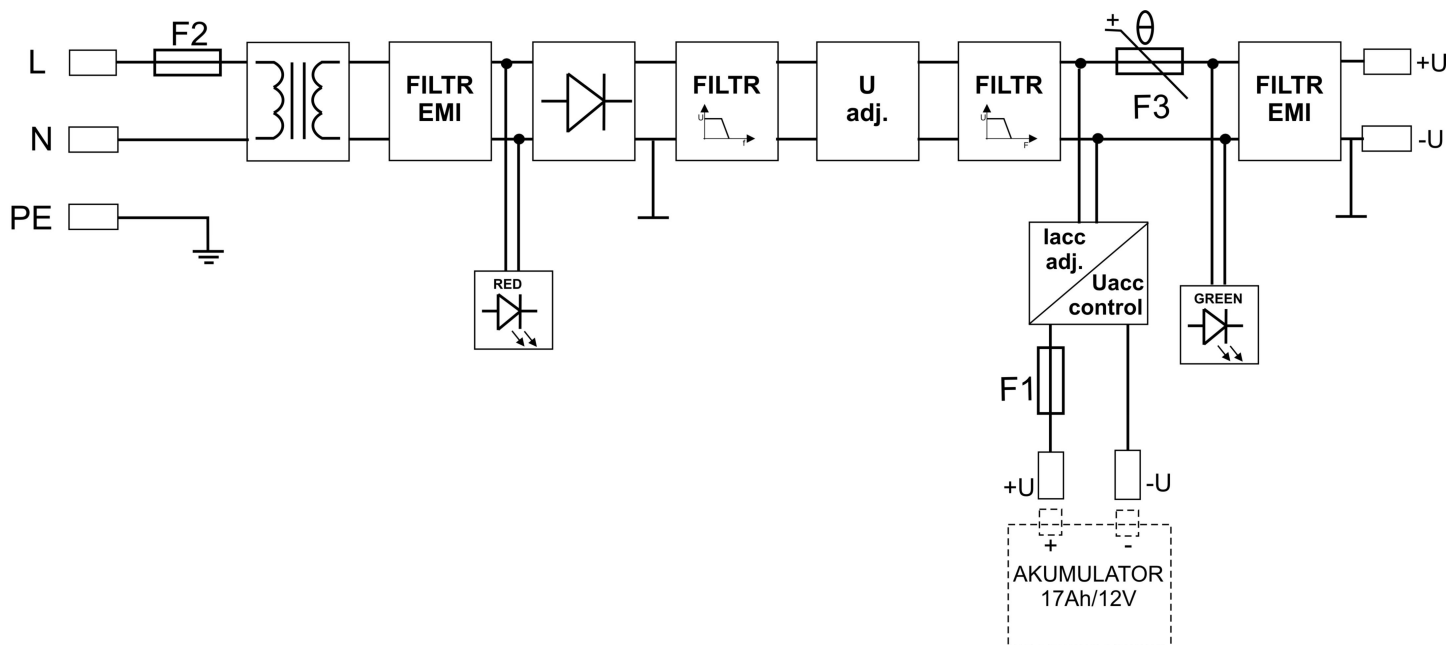 F2
+ θ
L
FILTR
EMI
FILTR
U
f
U
adj.
FILTR
U
F
F3
FILTR
EMI
+U
N
-U
PE
RED
Iacc
adj.
Uacc
control
GREEN
F1
+U
-U
+
-
AKUMULATOR
17Ah/12V